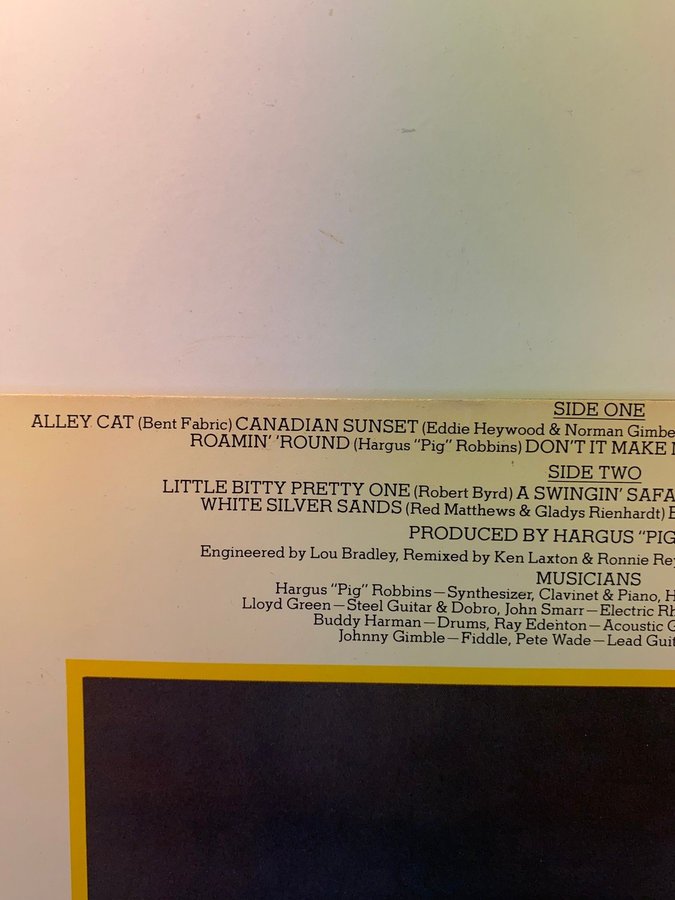 SIDE ONE
ALLEY CAT (Bent Fabric) CANADIAN SUNSET (Eddie Heywood & Norman Gimbe
ROAMIN' 'ROUND (Hargus "Pig" Robbins) DON'T IT MAKE
SIDE TWO
LITTLE BITTY PRETTY ONE (Robert Byrd) A SWINGIN' SAFA
WHITE SILVER SANDS (Red Matthews & Gladys Rienhardt)
PRODUCED BY HARGUS "PIG
Engineered by Lou Bradley, Remixed by Ken Laxton & Ronnie Rey
MUSICIANS
Hargus "Pig" Robbins—Synthesizer, Clavinet & Piano, H
Lloyd Green—Steel Guitar & Dobro, John Smarr—Electric Rh
Buddy Harman—Drums, Ray Edenton—Acoustic G
Johnny Gimble—Fiddle, Pete Wade—Lead Guit